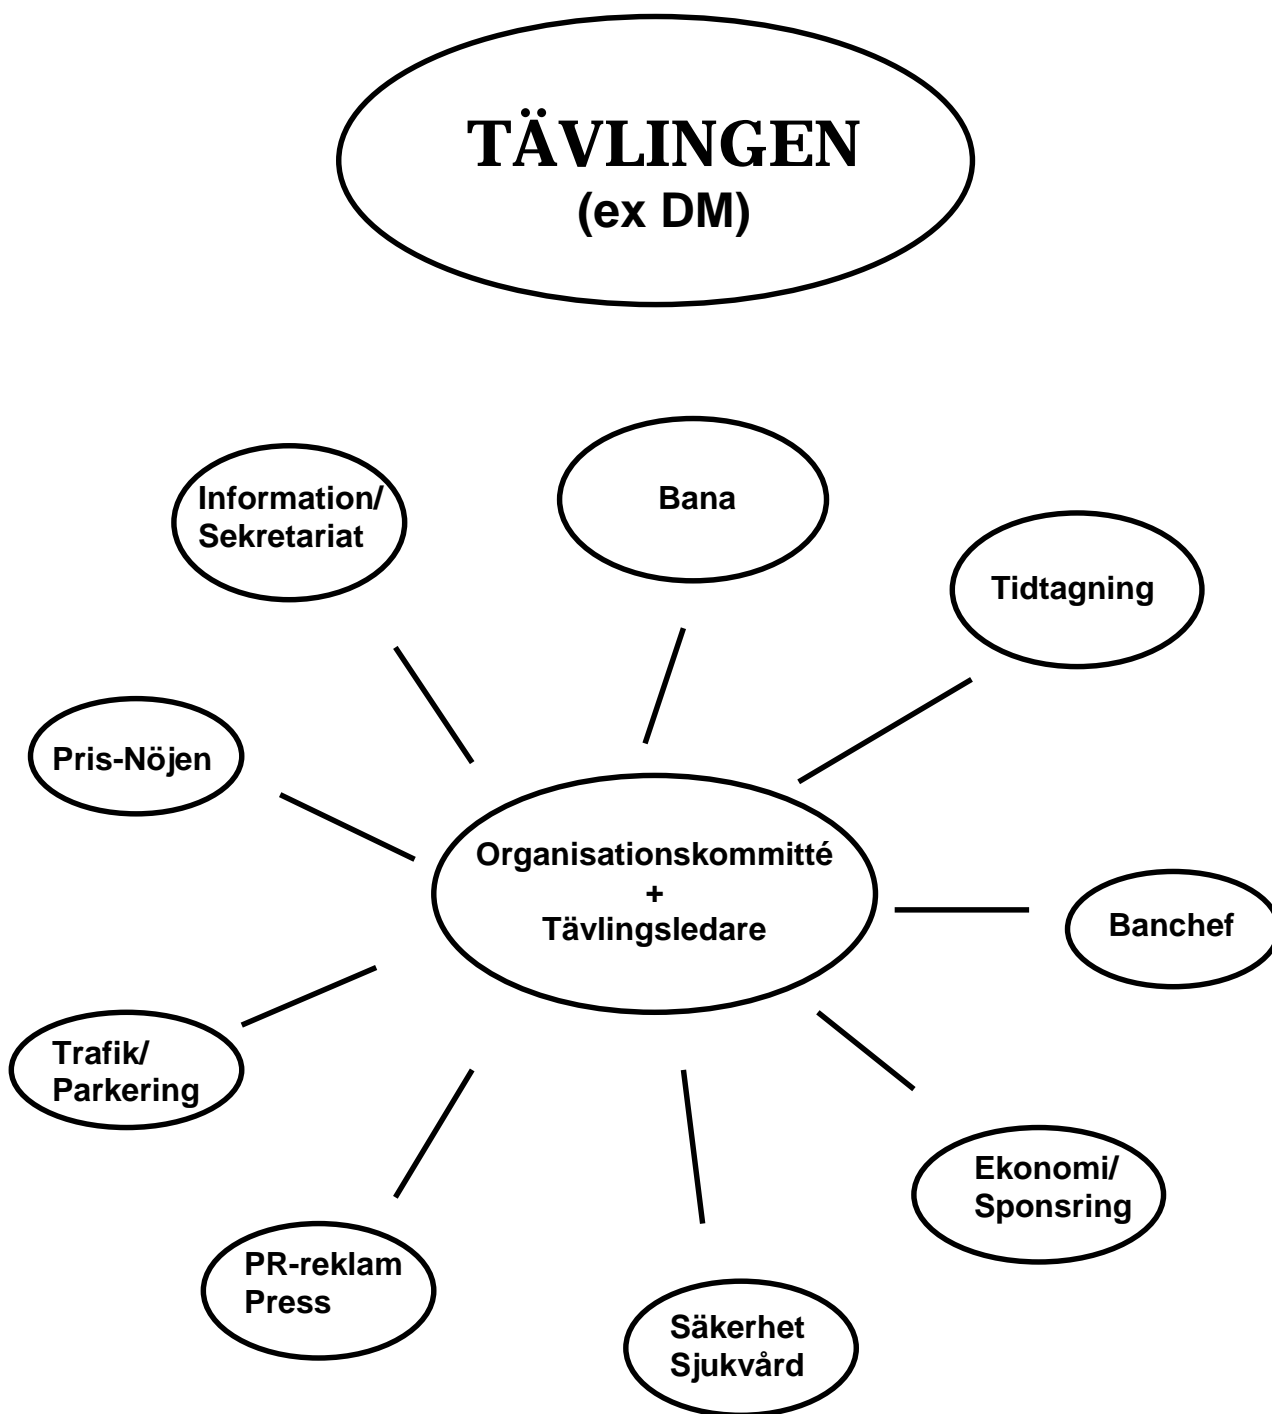 TÄVLINGEN
(ex DM)
Information/
Sekretariat
Bana
Tidtagning
Pris-Nöjen
Organisationskommitté
+
Tävlingsledare
Banchef
Trafik/
Parkering
Ekonomi/
Sponsring
PR-reklam
Press
Säkerhet
Sjukvård